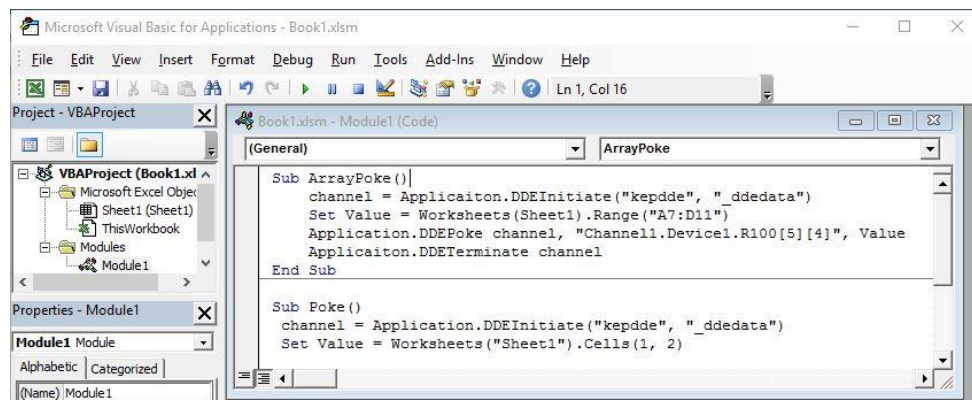 Microsoft Visual Basic for Applications - Book1.xlsm
File Edit View Insert Format Debug Run Tools Add-Ins Window Help
Ln 1, Col 16
Project - VBAProject
VBAProject (Book1.xl
Microsoft Excel Objec
Sheet1 (Sheet1)
ThisWorkbook
Modules
Module1
Properties - Module1
Module1 Module
Alphabetic Categorized
(Name) Module1
Book1.xlsm - Module1 (Code)
(General) ArrayPoke
Sub ArrayPoke()
channel = Applicaiton.DDEInitiate("kepdde", "_ddedata")
Set Value = Worksheets(Sheet1).Range("A7:D11")
Application.DDEPoke channel, "Channel1.Device1.R100[5][4]", Value
Applicaiton.DDETerminate channel
End Sub
Sub Poke()
channel = Application.DDEInitiate("kepdde", "_ddedata")
Set Value = Worksheets("Sheet1").Cells(1, 2)